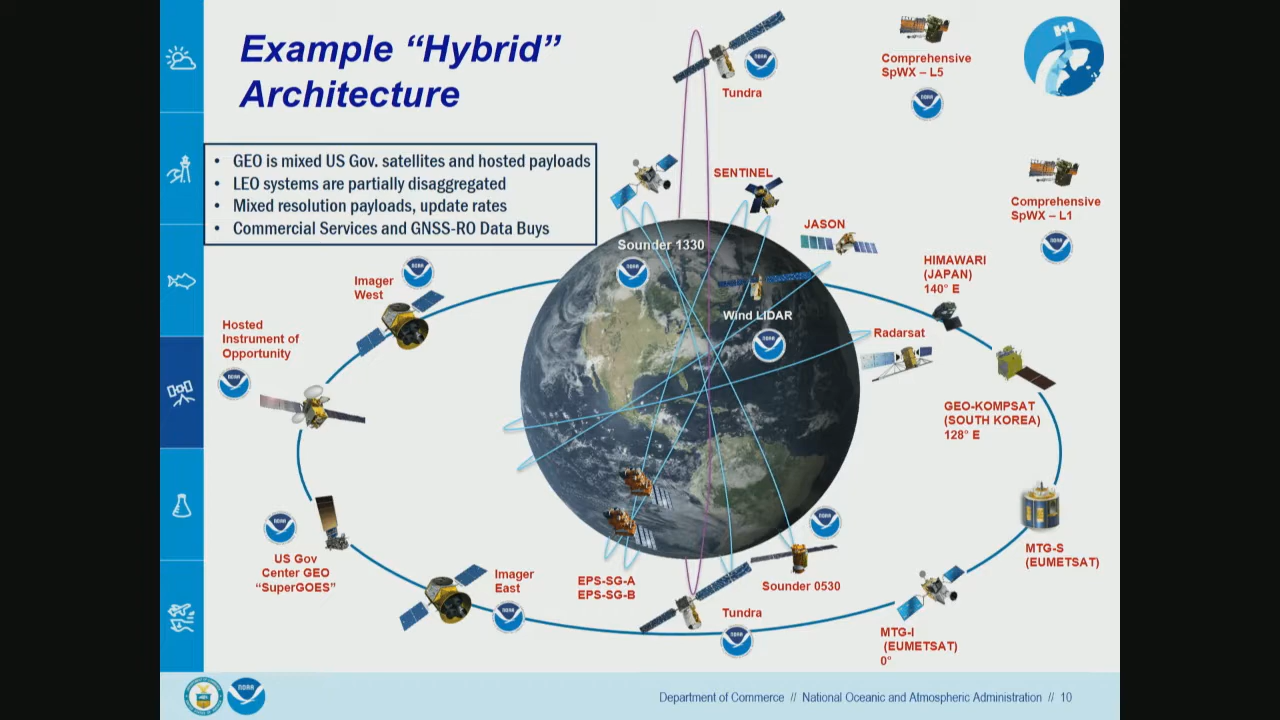 Example “Hybrid”
Architecture
• GEO is mixed US Gov. satellites and hosted payloads
• LEO systems are partially disaggregated
• Mixed resolution payloads, update rates
• Commercial Services and GNSS-RO Data Buys
Tundra
Comprehensive
SpWX – L5
SENTINEL
Comprehensive
SpWX – L1
JASON
Sounder 1330
HIMAWARI
(JAPAN)
140° E
Imager
West
Wind LIDAR
Hosted
Instrument of
Opportunity
Radarsat
GEO-KOMPSAT
(SOUTH KOREA)
128° E
US Gov
Center GEO
“SuperGOES”
MTG-S
(EUMETSAT)
Imager
East
EPS-SG-A
EPS-SG-B
Sounder 0530
Tundra
MTG-I
(EUMETSAT)
0°
NOAA
Department of Commerce // National Oceanic and Atmospheric Administration // 10